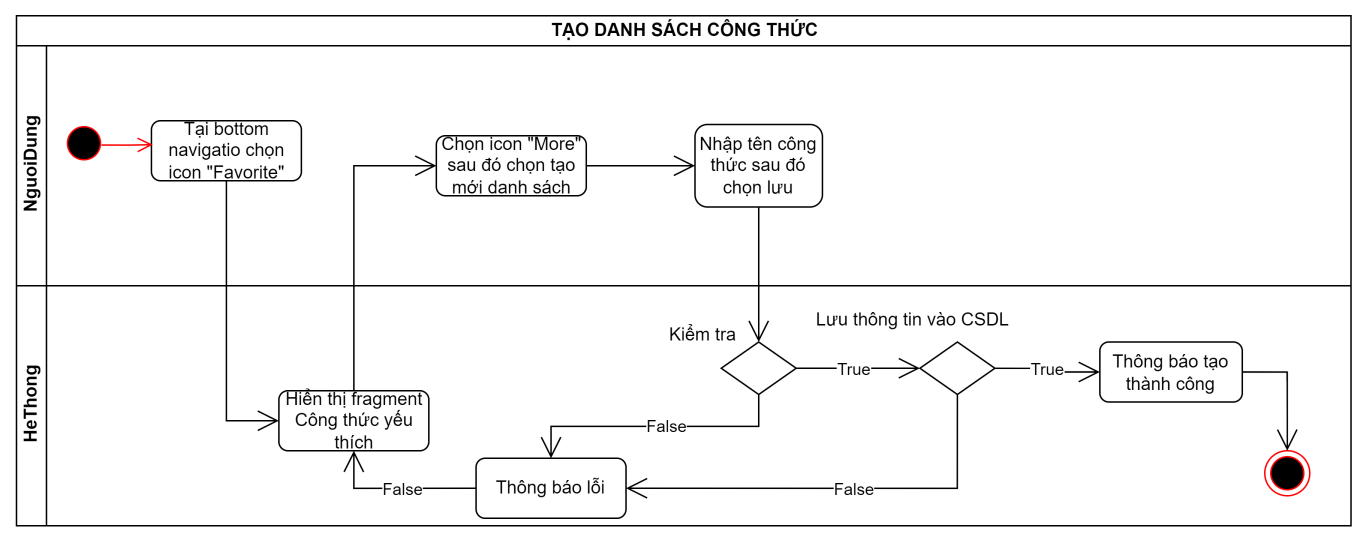 TẠO DANH SÁCH CÔNG THỨC
NguoiDung
Tại bottom
navigatio chọn
icon "Favorite"
Chọn icon "More"
sau đó chọn tạo
mới danh sách
Nhập tên công
thức sau đó
chọn lưu
HeThong
Hiển thị fragment
Công thức yếu
thích
Kiểm tra
Lưu thông tin vào CSDL
True
True
Thông báo tạo
thành công
False
Thông báo lỗi
False
False